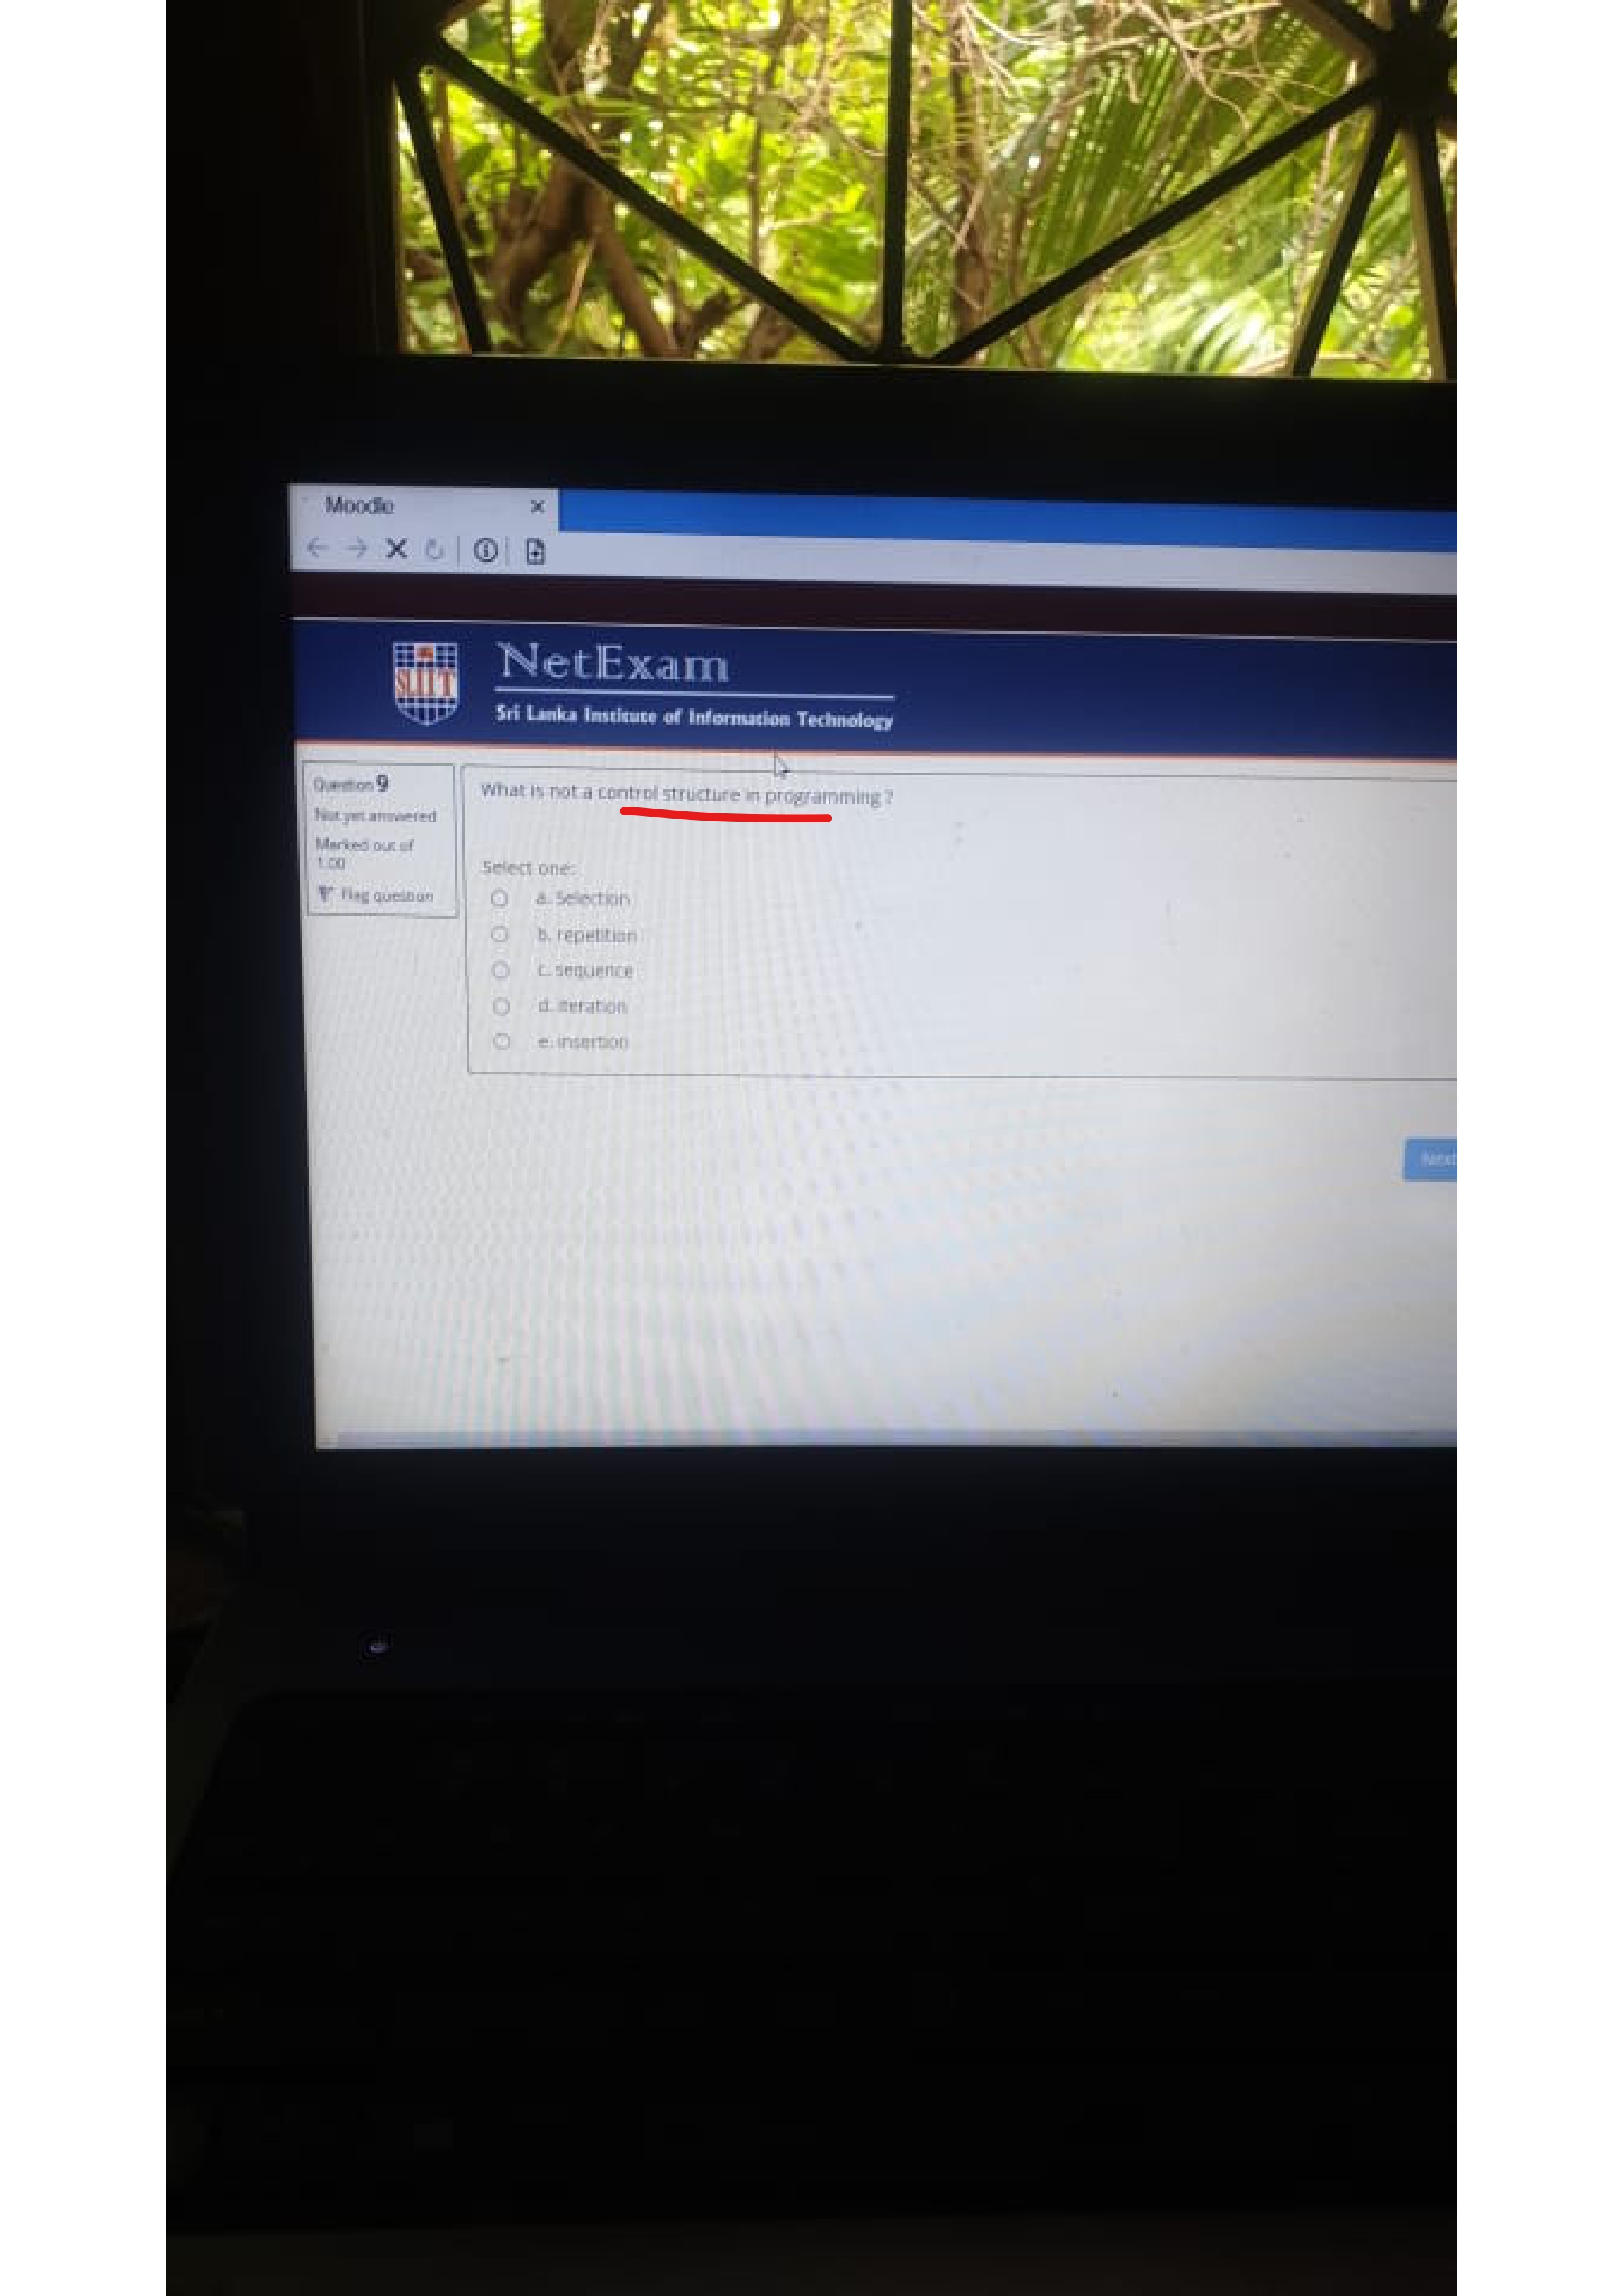 Moodle
NetExam
SLIIT
Sri Lanka Institute of Information Technology
Question 9
Not yet answered
Marked out of
1.00
Flag question
What is not a control structure in programming ?
Select one:
a. Selection
b. repetition
c. sequence
d. iteration
e. insertion
Next